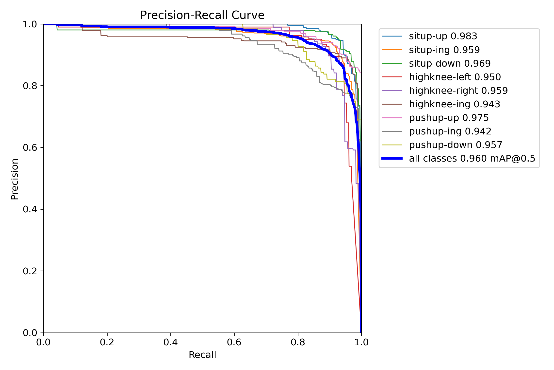 Precision-Recall Curve
situp-up 0.983
situp-ing 0.959
situp down 0.969
highknee-left 0.950
highknee-right 0.959
highknee-ing 0.943
pushup-up 0.975
pushup-ing 0.942
pushup-down 0.957
all classes 0.960 mAP@0.5
1.0
0.8
0.6
0.4
0.2
0.0
Precision
0.0 0.2 0.4 0.6 0.8 1.0
Recall